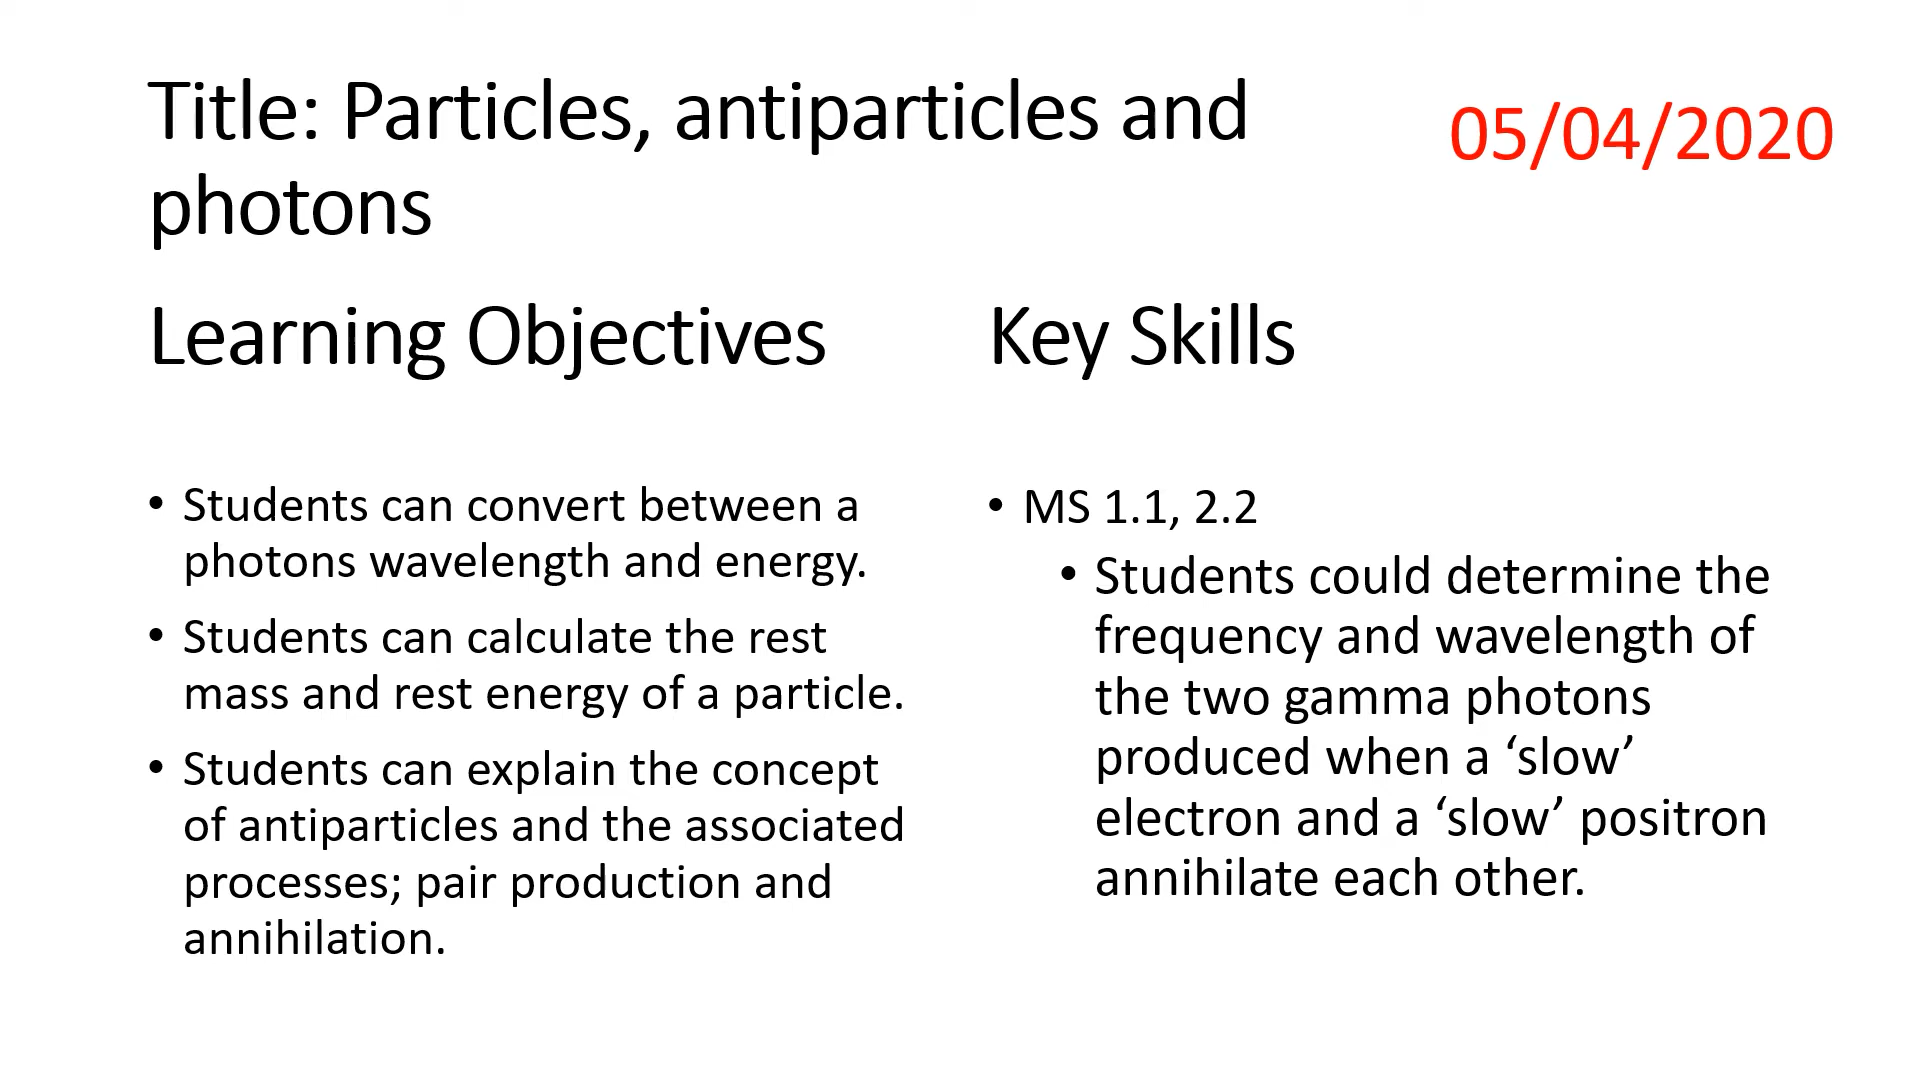 Title: Particles, antiparticles and
photons
05/04/2020
Learning Objectives
• Students can convert between a
photons wavelength and energy.
• Students can calculate the rest
mass and rest energy of a particle.
• Students can explain the concept
of antiparticles and the associated
processes; pair production and
annihilation.
Key Skills
• MS 1.1, 2.2
• Students could determine the
frequency and wavelength of
the two gamma photons
produced when a ‘slow’
electron and a ‘slow’ positron
annihilate each other.